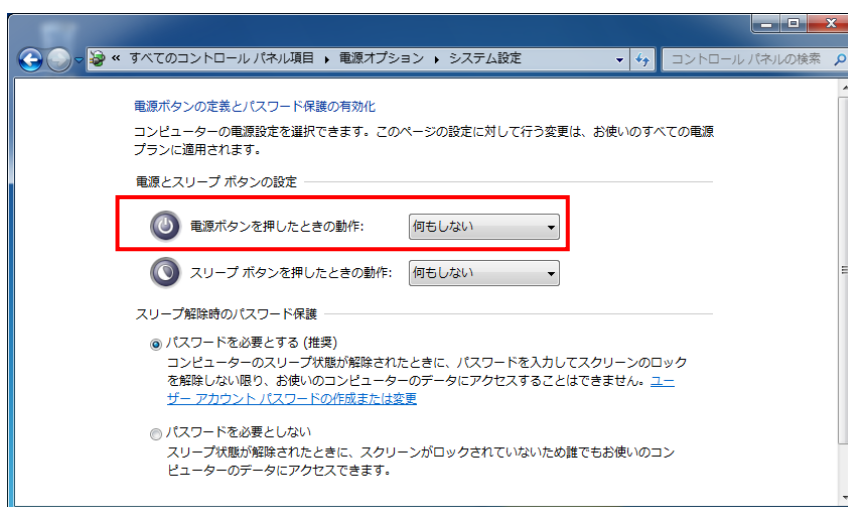 « すべてのコントロール パネル項目 ▸ 電源オプション ▸ システム設定 コントロール パネルの検索
電源ボタンの定義とパスワード保護の有効化
コンピューターの電源設定を選択できます。このページの設定に対して行う変更は、お使いのすべての電源
プランに適用されます。
電源とスリープ ボタンの設定
電源ボタンを押したときの動作: 何もしない
スリープ ボタンを押したときの動作: 何もしない
スリープ解除時のパスワード保護
パスワードを必要とする (推奨)
コンピューターのスリープ状態が解除されたときに、パスワードを入力してスクリーンのロック
を解除しない限り、お使いのコンピューターのデータにアクセスすることはできません。ユー
ザー アカウント パスワードの作成または変更
パスワードを必要としない
スリープ状態が解除されたときに、スクリーンがロックされていないため誰でもお使いのコン
ピューターのデータにアクセスできます。